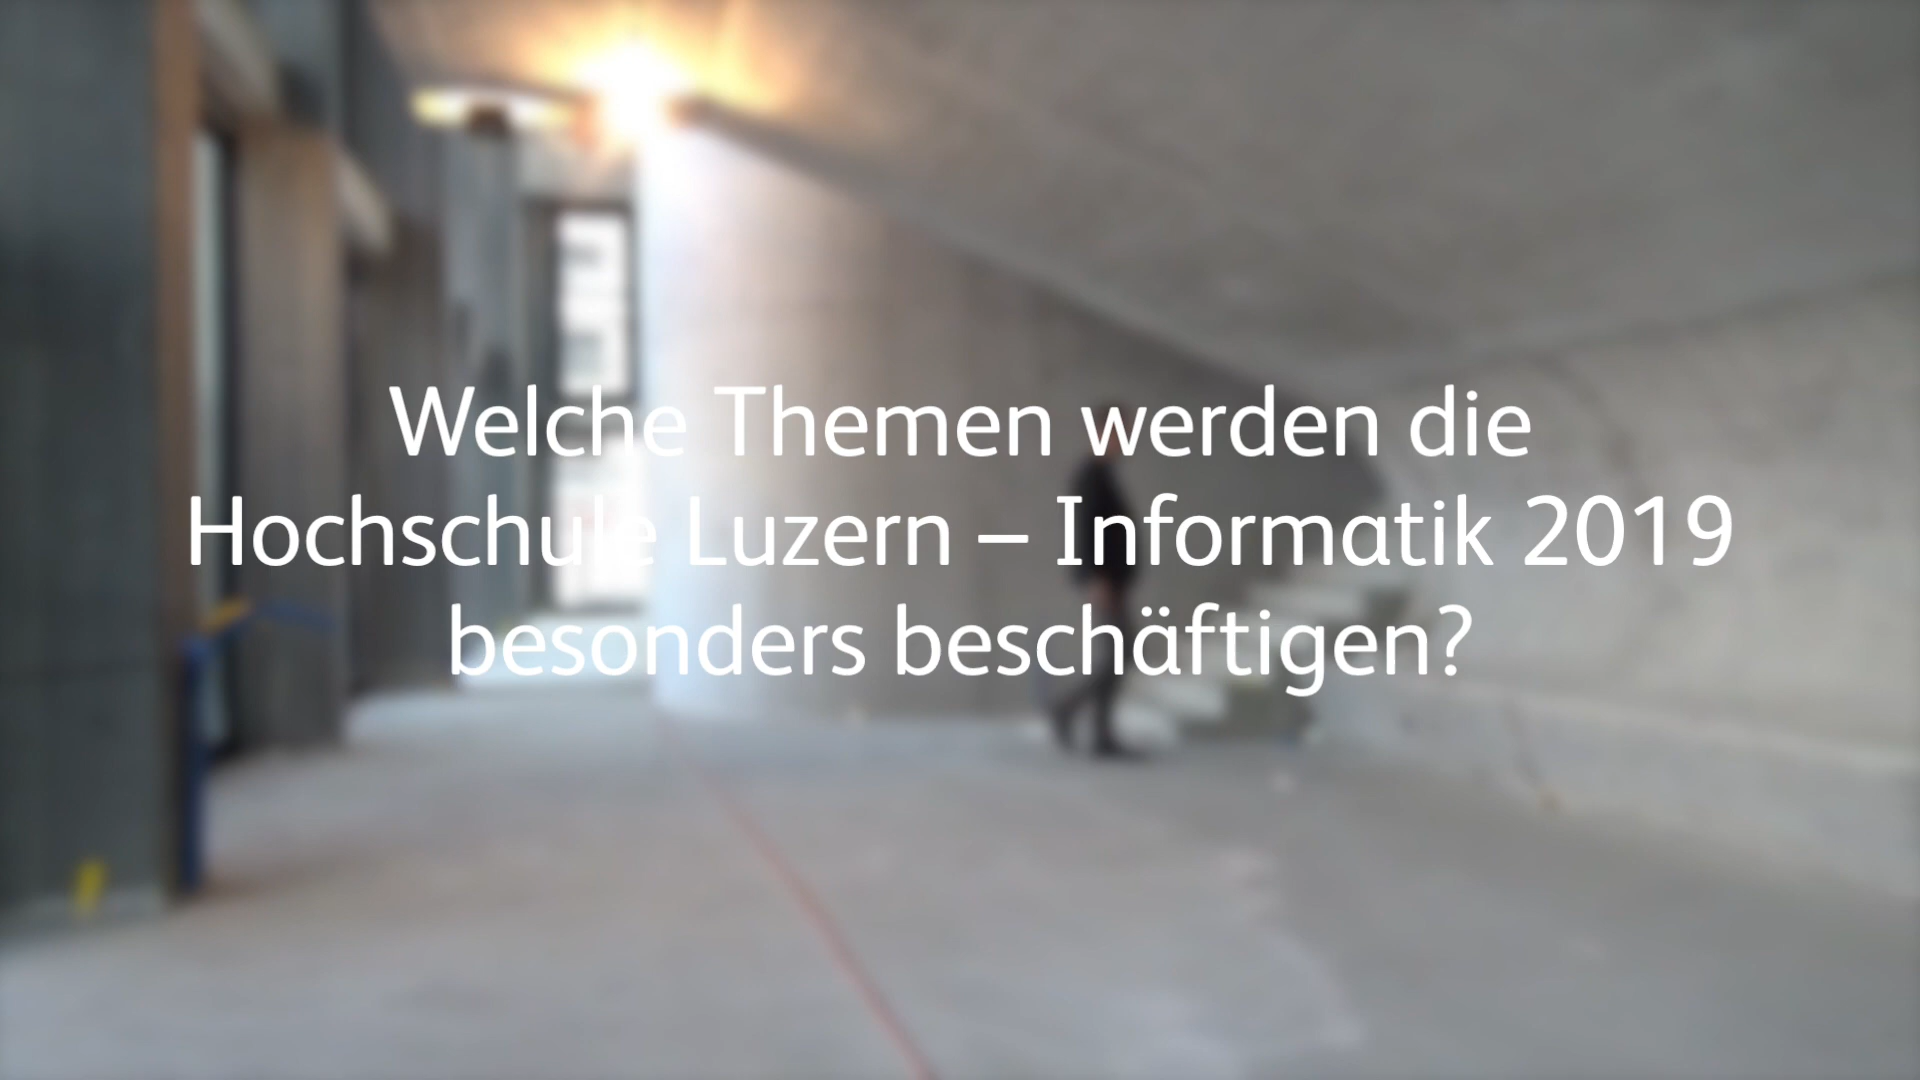 Welche Themen werden die
Hochschule Luzern – Informatik 2019
besonders beschäftigen?